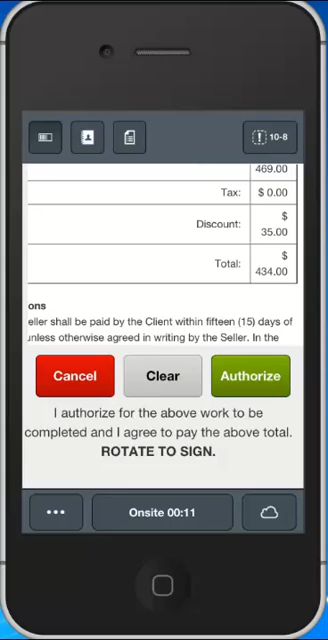 10-8
469.00
Tax: $ 0.00
Discount: $
35.00
Total: $
434.00
ons
eller shall be paid by the Client within fifteen (15) days of
unless otherwise agreed in writing by the Seller. In the
Cancel Clear Authorize
I authorize for the above work to be
completed and I agree to pay the above total.
ROTATE TO SIGN.
Onsite 00:11